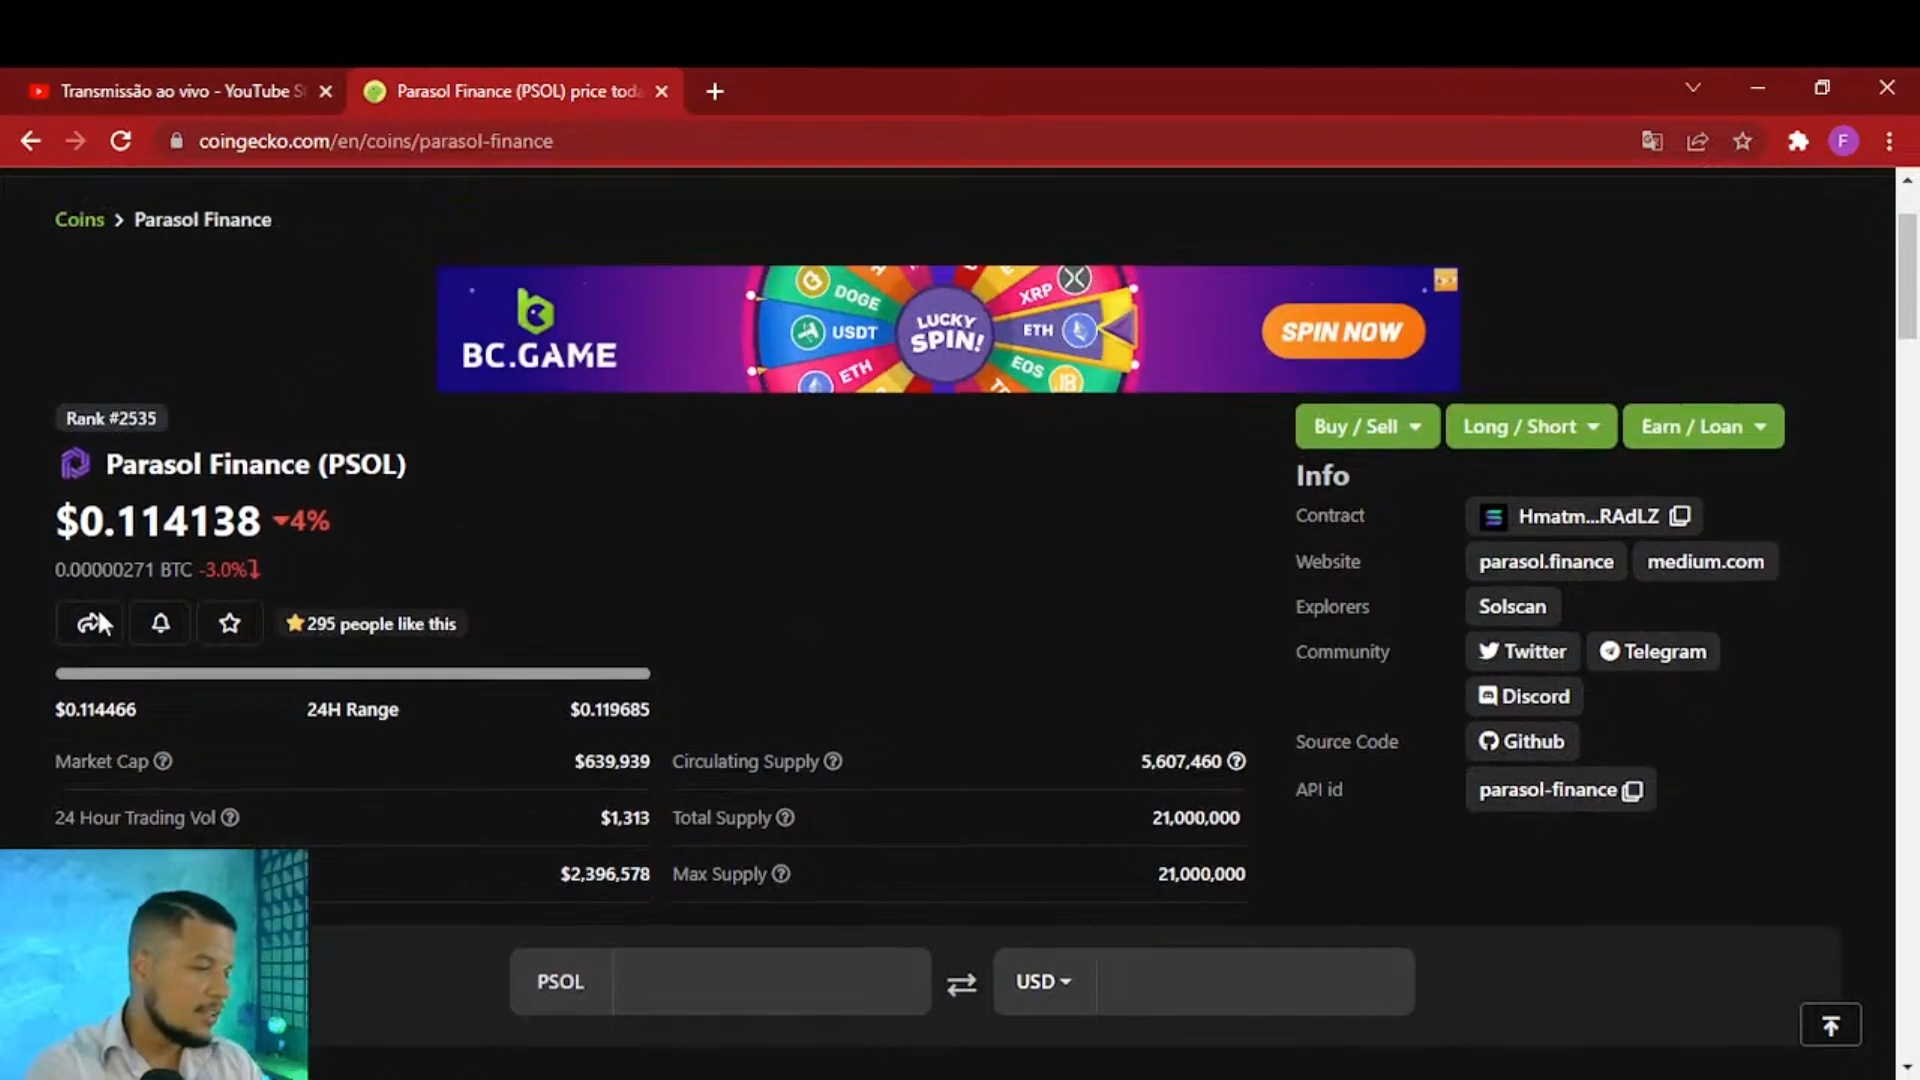 Transmissão ao vivo - YouTube S
Parasol Finance (PSOL) price toda
coingecko.com/en/coins/parasol-finance
F
Coins > Parasol Finance
BC.GAME
DOGE
USDT
ETH
LUCKY
SPIN!
XRP
ETH
EOS
SPIN NOW
Rank #2535
Parasol Finance (PSOL)
$0.114138 4%
0.00000271 BTC -3.0%
295 people like this
$0.114466 24H Range $0.119685
Market Cap $639,939
24 Hour Trading Vol $1,313
$2,396,578
Circulating Supply 5,607,460
Total Supply 21,000,000
Max Supply 21,000,000
Buy / Sell Long / Short Earn / Loan
Info
Contract Hmatm...RAdLZ
Website parasol.finance medium.com
Explorers Solscan
Community Twitter Telegram
Discord
Source Code Github
API id parasol-finance
PSOL USD